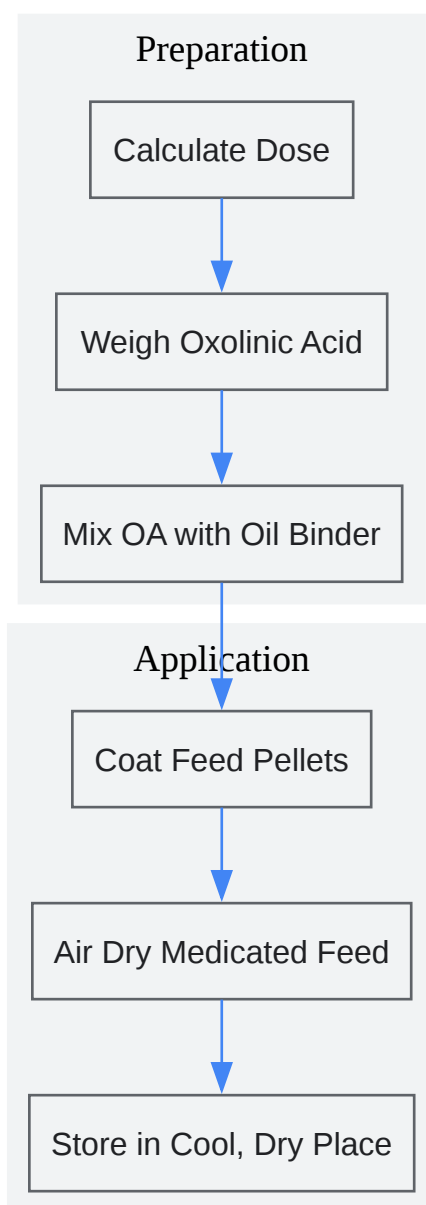 Preparation
Calculate Dose
Weigh Oxolinic Acid
Mix OA with Oil Binder
Application
Coat Feed Pellets
Air Dry Medicated Feed
Store in Cool, Dry Place